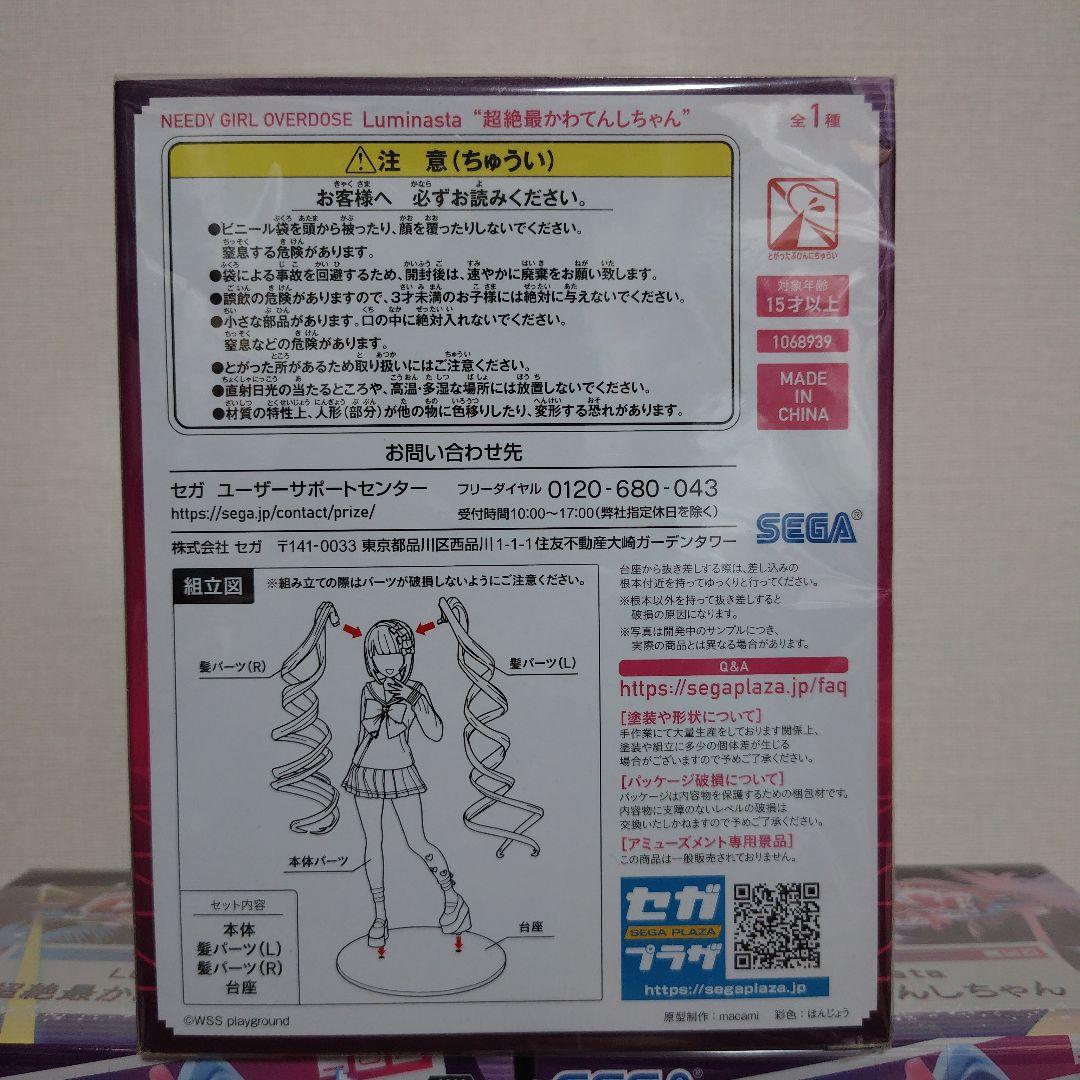 NEEDY GIRL OVERDOSE Luminasta “超絶最かわてんしちゃん”
全1種
⚠注 意(ちゅうい)
お客様へ 必ずお読みください。
●ビニール袋を頭から被ったり、顔を覆ったりしないでください。
窒息する危険があります。
●袋による事故を回避するため、開封後は、速やかに廃棄をお願い致します。
●誤飲の危険がありますので、3才未満のお子様には絶対に与えないでください。
●小さな部品があります。口の中に絶対入れないでください。
窒息などの危険があります。
●とがった所があるため取り扱いにはご注意ください。
●直射日光の当たるところや、高温・多湿な場所には放置しないでください。
●材質の特性上、人形(部分)が他の物に色移りしたり、変形する恐れがあります。
とがったぶひんにちゅうい
対象年齢
15才以上
1068939
MADE
IN
CHINA
お問い合わせ先
セガ ユーザーサポートセンター フリーダイヤル 0120-680-043
https://sega.jp/contact/prize/ 受付時間10:00〜17:00(弊社指定休日を除く)
株式会社 セガ 〒141-0033 東京都品川区西品川1-1-1住友不動産大崎ガーデンタワー
SEGA®
組立図 ※組み立ての際はパーツが破損しないようにご注意ください。
髪パーツ(R)
髪パーツ(L)
本体パーツ
台座
セット内容
本体
髪パーツ(L)
髪パーツ(R)
台座
台座から抜き差しする際は、差し込みの
根本付近を持ってゆっくりと行ってください。
※根本以外を持って抜き差しすると
破損の原因になります。
※写真は開発中のサンプルにつき、
実際の商品とは異なる場合があります。
Q&A
https://segaplaza.jp/faq
[塗装や形状について]
手作業にて大量生産をしております関係上、
塗装や組立に多少の個体差が生じる
場合がございますので予めご了承ください。
[パッケージ破損について]
パッケージは内容物を保護するための梱包材です。
内容物に支障のないレベルの破損は
交換いたしかねますので予めご了承ください。
[アミューズメント専用景品]
この商品は一般販売されておりません。
セガ
SEGA PLAZA
プラザ
https://segaplaza.jp
©WSS playground
原型制作:macami 彩色:ほんじょう
SEGA®